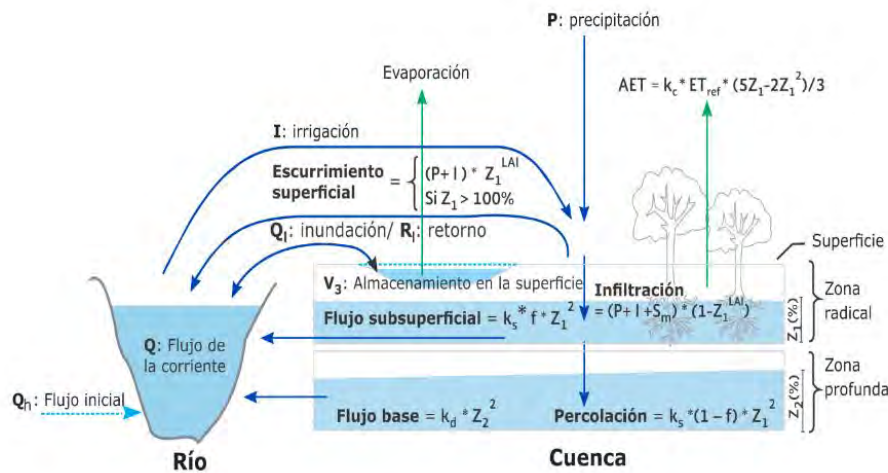 P: precipitación
Evaporación
AET = k_c * ET_ref * (5Z_1-2Z_1^2)/3
I: irrigación
Escurrimiento
superficial
= { (P+ I) * Z_1^LAI
Si Z_1 > 100%
Q_I: inundación/ R_I: retorno
Superficie
V_3: Almacenamiento en la superficie
Infiltración
= (P+ I +S_m) * (1-Z_1^LAI)
Flujo subsuperficial = k_s * f * Z_1^2
Z_1(%)
Zona
radical
Q: Flujo de
la corriente
Q_h: Flujo inicial
Flujo base = k_d * Z_2^2
Percolación = k_s *(1 – f) * Z_1^2
Z_2(%)
Zona
profunda
Río
Cuenca